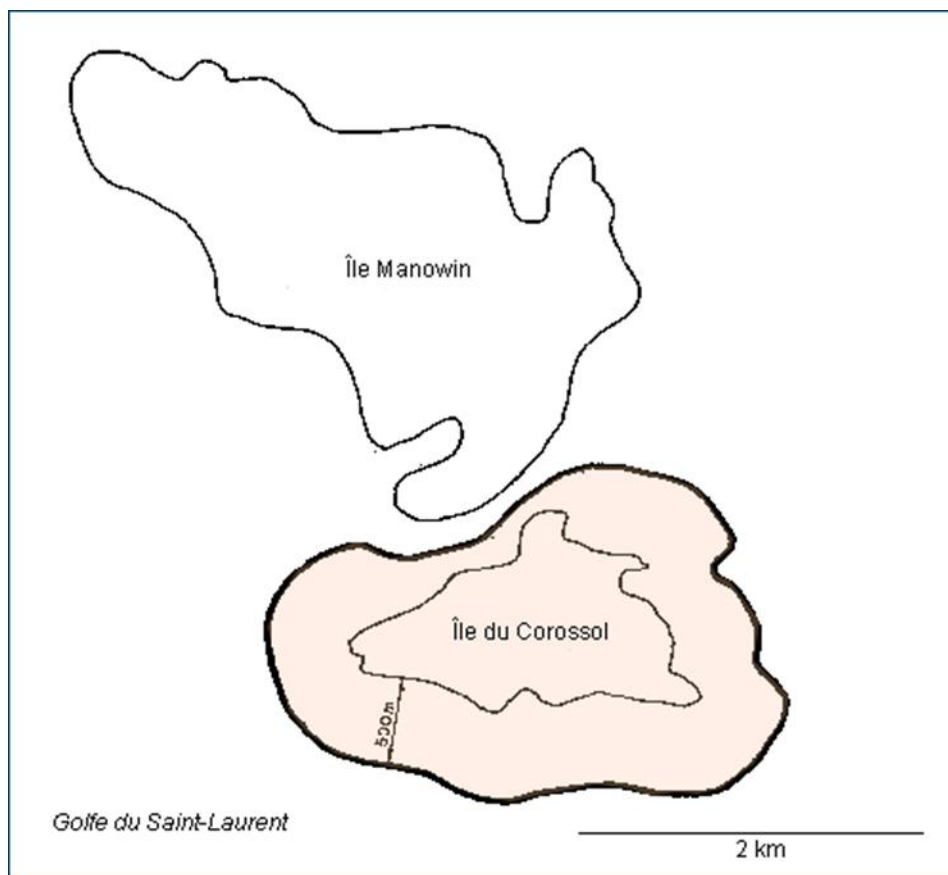 Île Manowin
Île du Corossol
500m
Golfe du Saint-Laurent
2 km